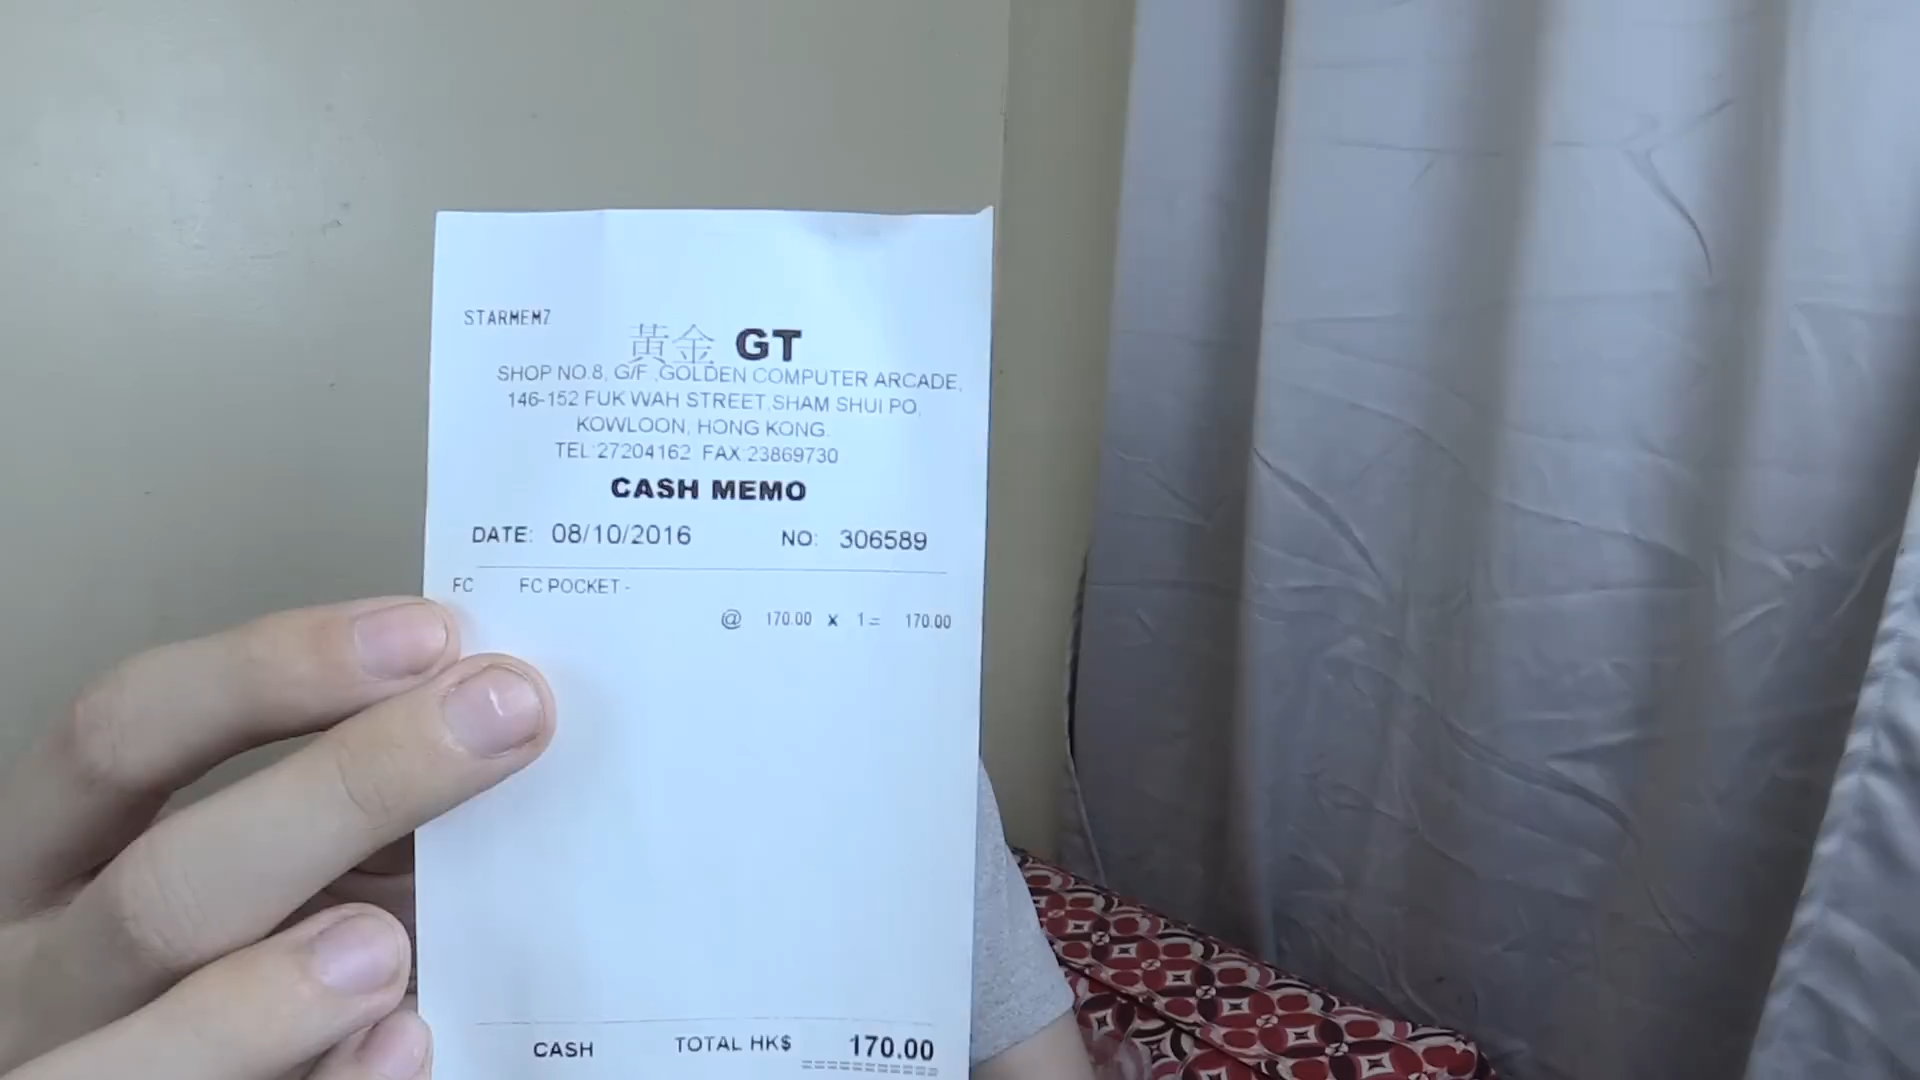 STARMEM7
黃金 GT
SHOP NO.8, G/F ,GOLDEN COMPUTER ARCADE,
146-152 FUK WAH STREET,SHAM SHUI PO,
KOWLOON, HONG KONG.
TEL:27204162 FAX:23869730
CASH MEMO
DATE: 08/10/2016 NO: 306589
FC FC POCKET -
@ 170.00 x 1 = 170.00
CASH TOTAL HK$ 170.00